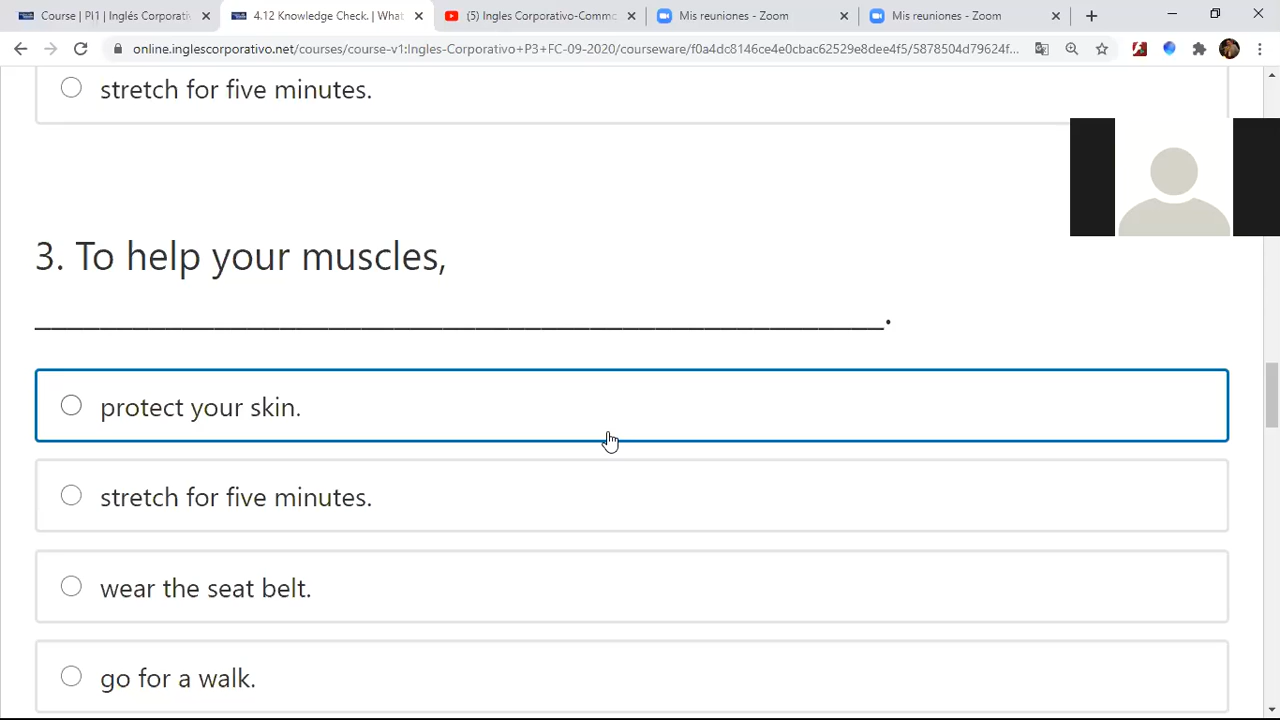 Course | PI1 | Inglés Corporati
4.12 Knowledge Check. | What
(5) Ingles Corporativo-Commc
Mis reuniones - Zoom
Mis reuniones - Zoom
online.inglescorporativo.net/courses/course-v1:Ingles-Corporativo+P3+FC-09-2020/courseware/f0a4dc8146ce4e0cbac62529e8dee4f5/5878504d79624f...
stretch for five minutes.
3. To help your muscles,
____________________________________________________.
protect your skin.
stretch for five minutes.
wear the seat belt.
go for a walk.